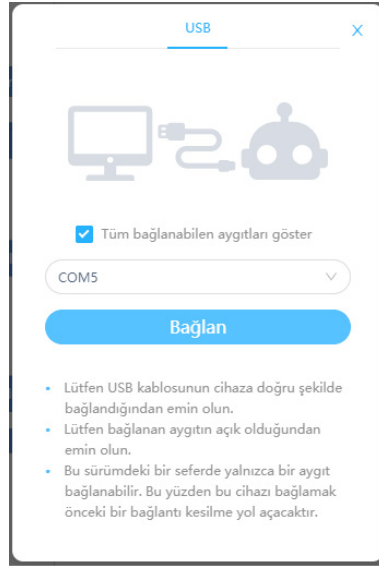 USB
X
Tüm bağlanabilen aygıtları göster
COM5
Bağlan
• Lütfen USB kablosunun cihaza doğru şekilde
bağlandığından emin olun.
• Lütfen bağlanan aygıtın açık olduğundan
emin olun.
• Bu sürümdeki bir seferde yalnızca bir aygıt
bağlanabilir. Bu yüzden bu cihazı bağlamak
önceki bir bağlantı kesilme yol açacaktır.